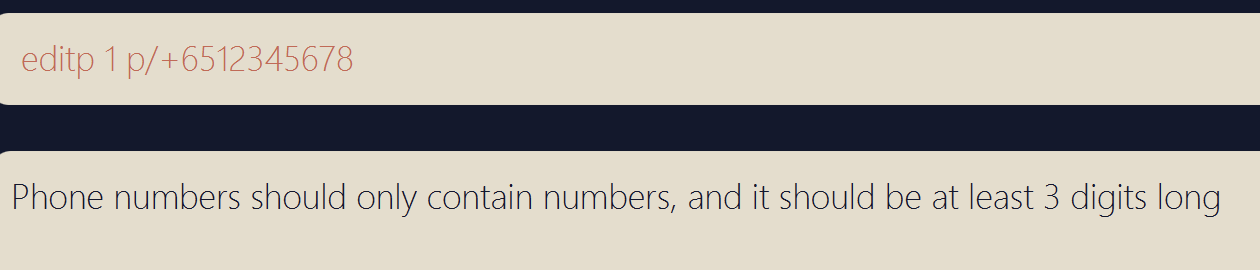 editp 1 p/+6512345678
Phone numbers should only contain numbers, and it should be at least 3 digits long